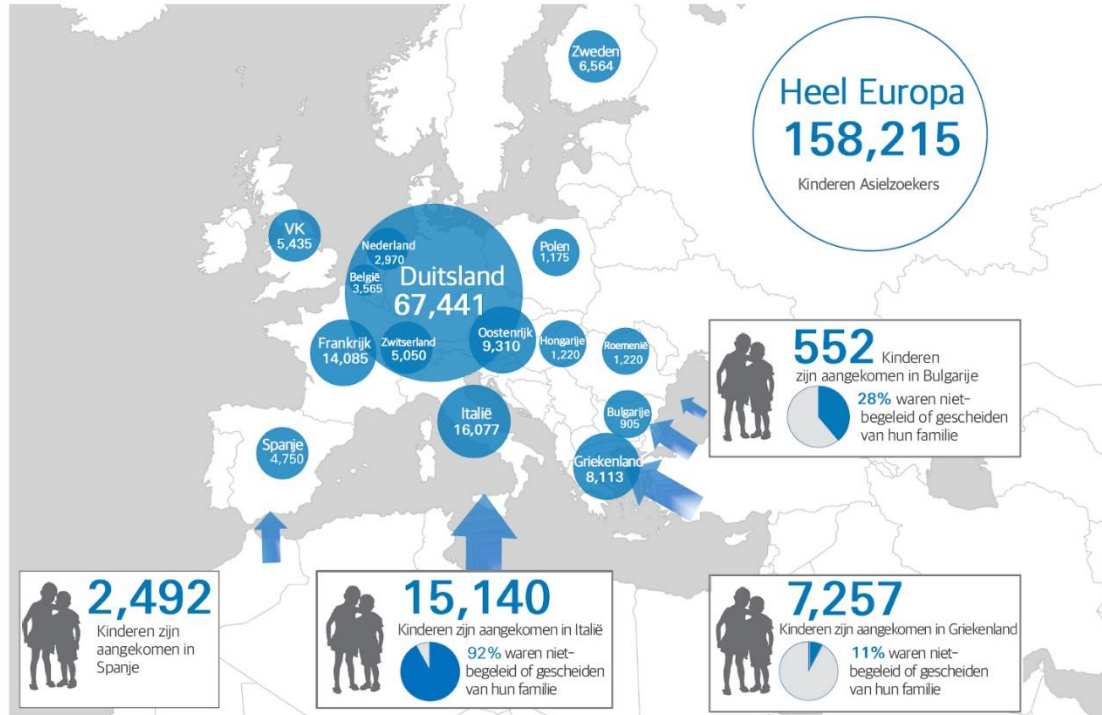 Zweden
6,564
Heel Europa
158,215
Kinderen Asielzoekers
VK
5,435
Nederland
2,970
België
3,565
Duitsland
67,441
Polen
1,175
Frankrijk
14,085
Zwitserland
5,050
Oostenrijk
9,310
Hongarije
1,220
Roemenië
1,220
552 Kinderen
zijn aangekomen in Bulgarije
28% waren niet-
begeleid of gescheiden
van hun familie
Italië
16,077
Bulgarije
905
Spanje
4,750
Griekenland
8,113
2,492
Kinderen zijn
aangekomen in
Spanje
15,140
Kinderen zijn aangekomen in Italië
92% waren niet-
begeleid of gescheiden
van hun familie
7,257
Kinderen zijn aangekomen in Griekenland
11% waren niet-
begeleid of gescheiden
van hun familie